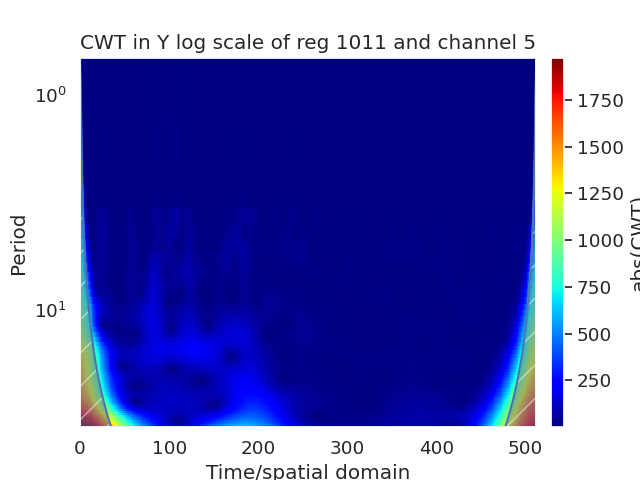 CWT in Y log scale of reg 1011 and channel 5
10⁰
10¹
Period
0 100 200 300 400 500
Time/spatial domain
1750
1500
1250
1000
750
500
250
abs(CWT)